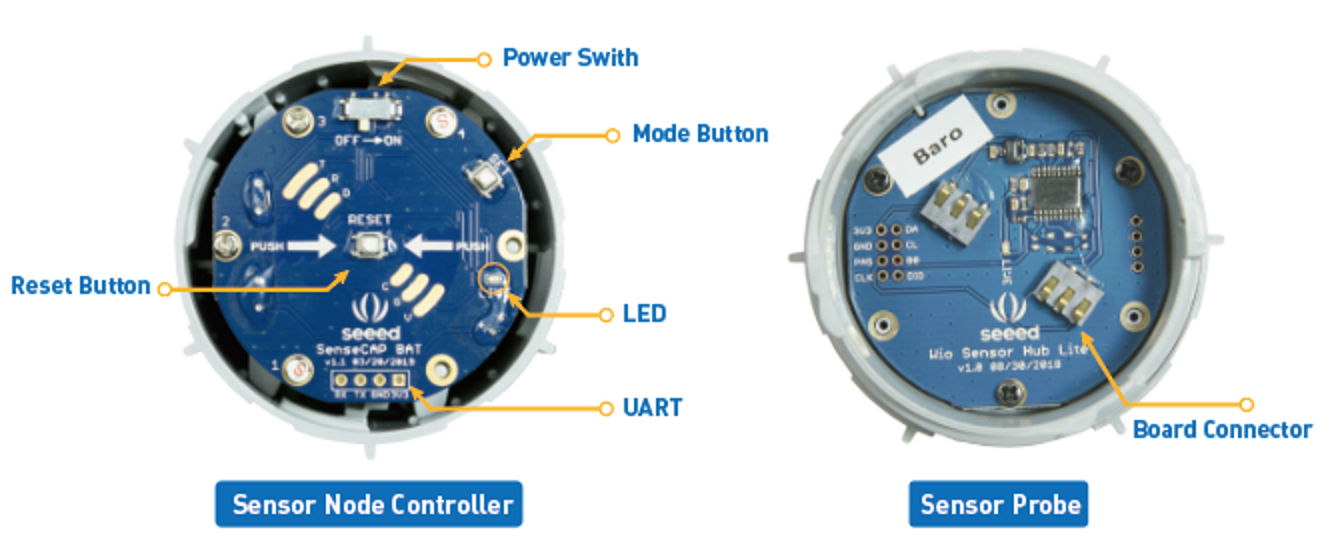 Power Swith
Mode Button
Reset Button
LED
UART
3
4
OFF ON
SET
T
R
D
2
RESET
PUSH
PUSH
C
G
V
seeed
SenseCAP BAT
v1.1 03/20/2019
1
RX TX GND 3V3
Sensor Node Controller
Baro
3V3 DA
GND CL
CLK DIO
seeed
Wio Sensor Hub Lite
v1.0 08/30/2018
Board Connector
Sensor Probe